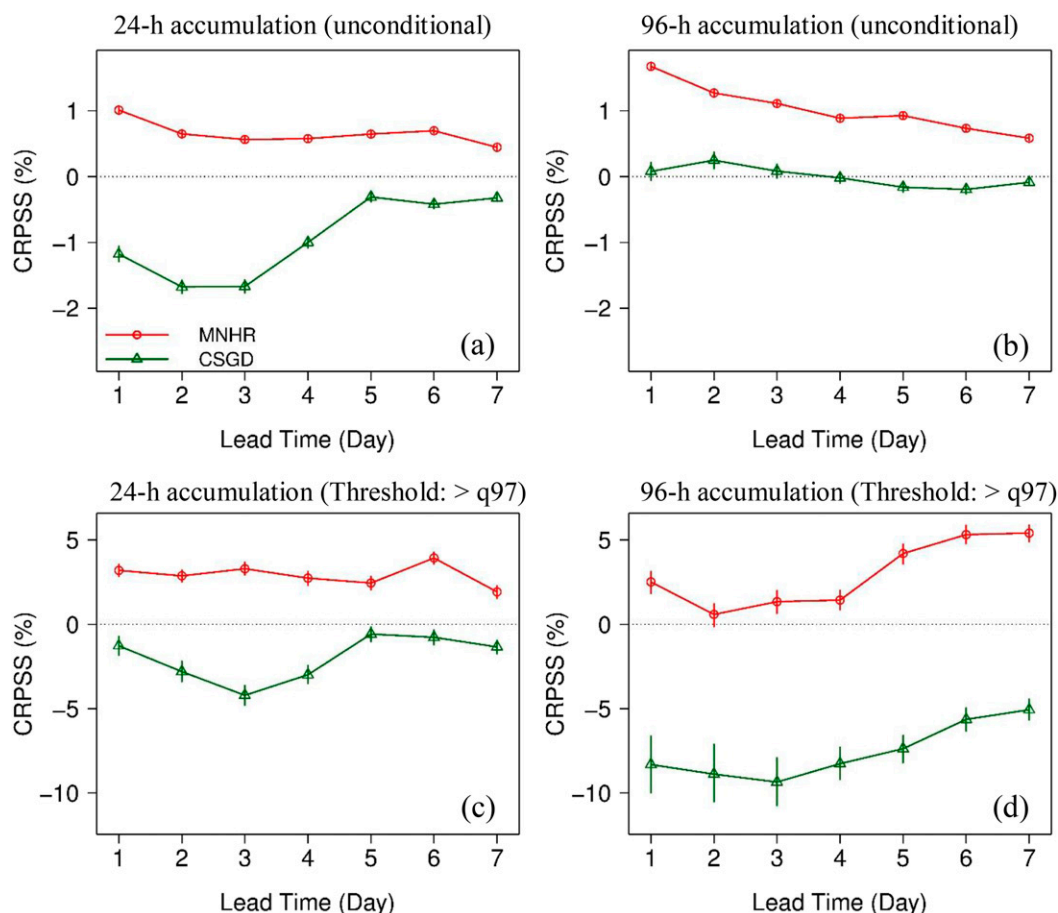 24-h accumulation (unconditional)
CRPSS (%)
1
0
−1
−2
MNHR
CSGD
(a)
1 2 3 4 5 6 7
Lead Time (Day)
96-h accumulation (unconditional)
CRPSS (%)
1
0
−1
−2
(b)
1 2 3 4 5 6 7
Lead Time (Day)
24-h accumulation (Threshold: > q97)
CRPSS (%)
5
0
−5
−10
(c)
1 2 3 4 5 6 7
Lead Time (Day)
96-h accumulation (Threshold: > q97)
CRPSS (%)
5
0
−5
−10
(d)
1 2 3 4 5 6 7
Lead Time (Day)